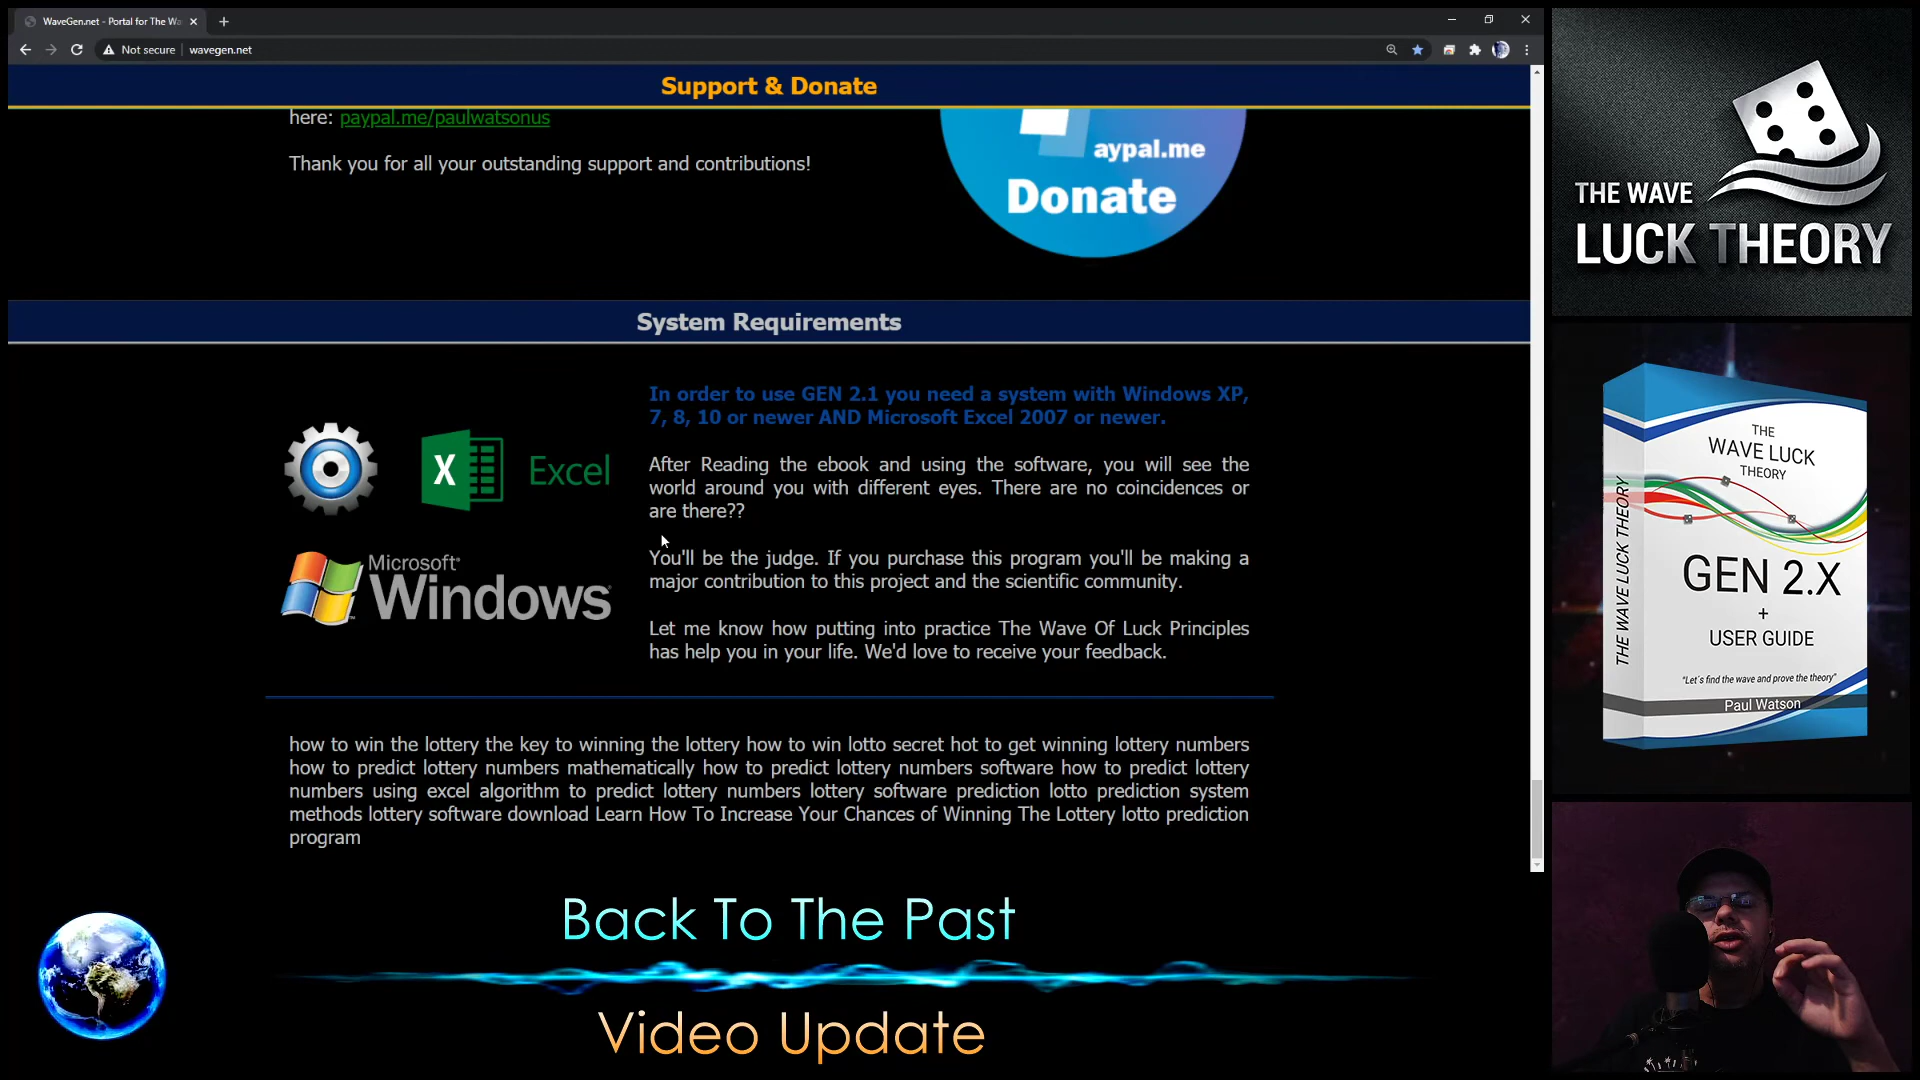 WaveGen.net - Portal for The Wa
Not secure
wavegen.net
Support & Donate
here: paypal.me/paulwatsonus
Thank you for all your outstanding support and contributions!
aypal.me
Donate
System Requirements
In order to use GEN 2.1 you need a system with Windows XP,
7, 8, 10 or newer AND Microsoft Excel 2007 or newer.
After Reading the ebook and using the software, you will see the
world around you with different eyes. There are no coincidences or
are there??
You'll be the judge. If you purchase this program you'll be making a
major contribution to this project and the scientific community.
Let me know how putting into practice The Wave Of Luck Principles
has help you in your life. We'd love to receive your feedback.
X
Excel
Microsoft
Windows
how to win the lottery the key to winning the lottery how to win lotto secret hot to get winning lottery numbers
how to predict lottery numbers mathematically how to predict lottery numbers software how to predict lottery
numbers using excel algorithm to predict lottery numbers lottery software prediction lotto prediction system
methods lottery software download Learn How To Increase Your Chances of Winning The Lottery lotto prediction
program
Back To The Past
Video Update
THE WAVE
LUCK THEORY
THE WAVE LUCK THEORY
THE
WAVE LUCK
THEORY
GEN 2.X
+
USER GUIDE
"Let´s find the wave and prove the theory"
Paul Watson